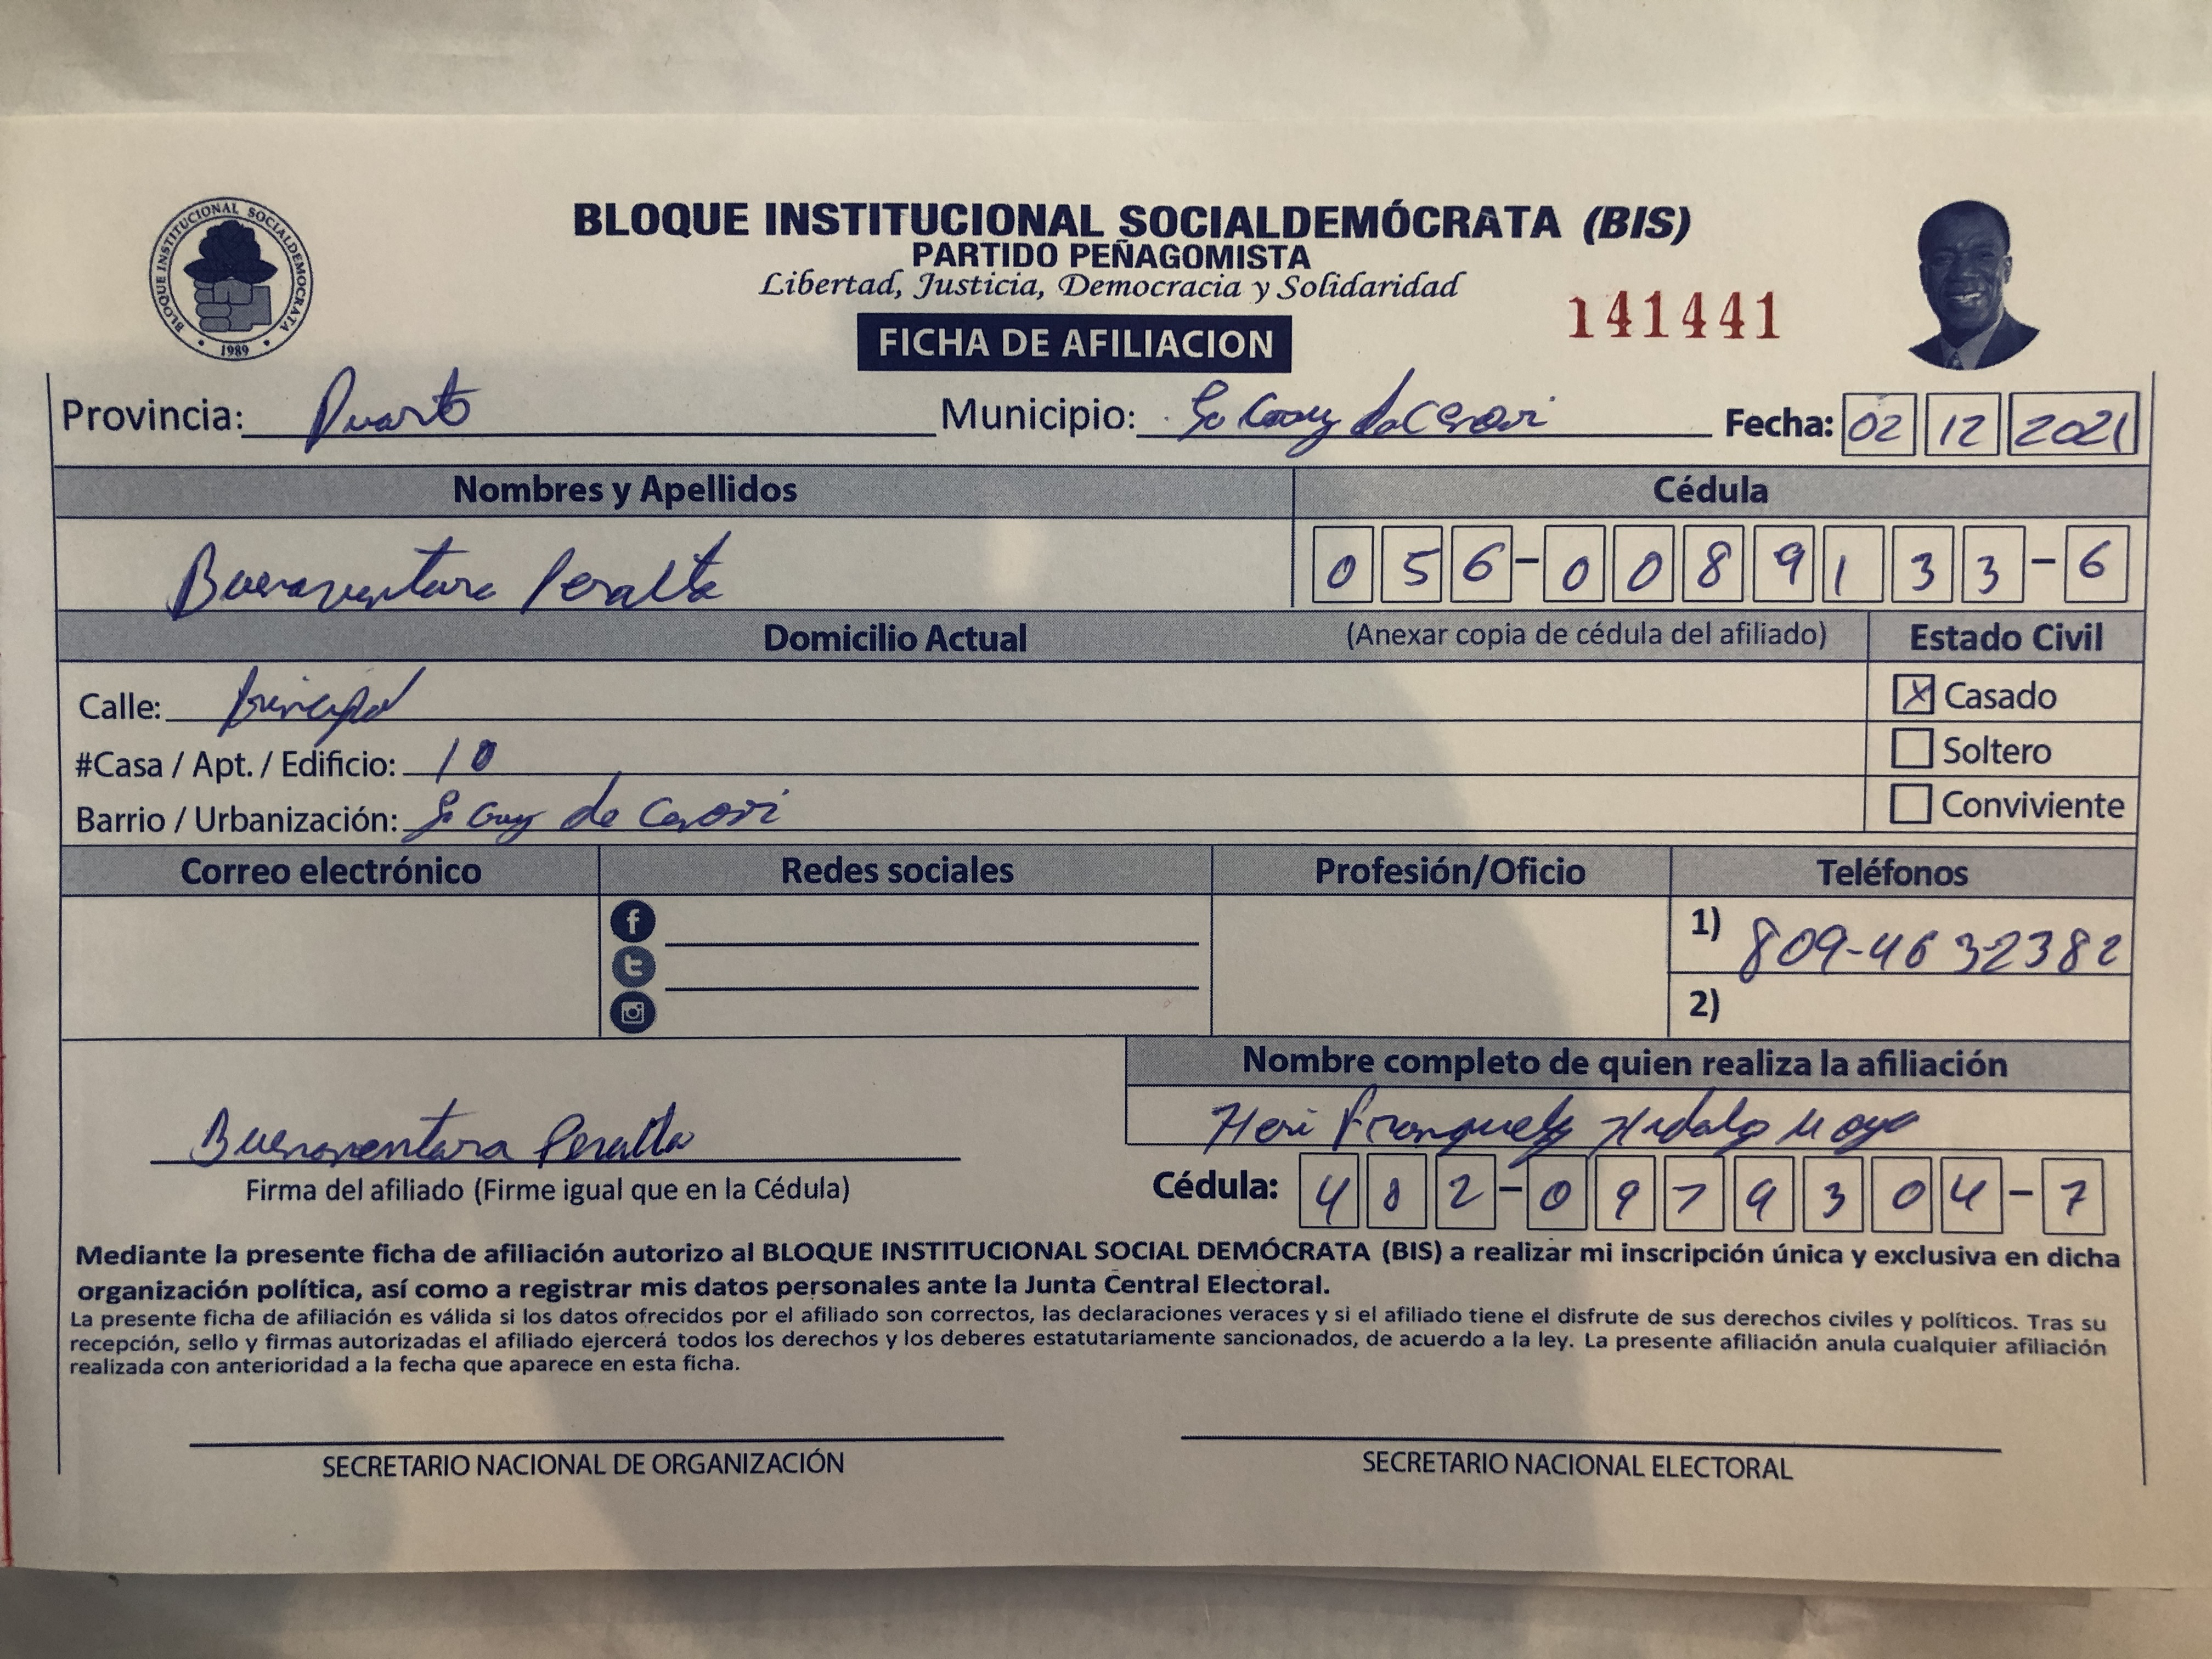 BLOQUE INSTITUCIONAL SOCIALDEMOCRATA
1989
BLOQUE INSTITUCIONAL SOCIALDEMÓCRATA (BIS)
PARTIDO PEÑAGOMISTA
Libertad, Justicia, Democracia y Solidaridad
141441
FICHA DE AFILIACION
Provincia: Duarte Municipio: de Fecha: 02 12 2021
Nombres y Apellidos Cédula
Buenaventura Peralta 056-0089133-6
Domicilio Actual (Anexar copia de cédula del afiliado) Estado Civil
Calle: principal X Casado
#Casa / Apt. / Edificio: 10 Soltero
Barrio / Urbanización: de Conviviente
Correo electrónico Redes sociales Profesión/Oficio Teléfonos
1) 809-4632382
2)
Nombre completo de quien realiza la afiliación
Buenaventura Peralta Hidalgo Moya
Firma del afiliado (Firme igual que en la Cédula) Cédula: 402-0979304-7
Mediante la presente ficha de afiliación autorizo al BLOQUE INSTITUCIONAL SOCIAL DEMÓCRATA (BIS) a realizar mi inscripción única y exclusiva en dicha
organización política, así como a registrar mis datos personales ante la Junta Central Electoral.
La presente ficha de afiliación es válida si los datos ofrecidos por el afiliado son correctos, las declaraciones veraces y si el afiliado tiene el disfrute de sus derechos civiles y políticos. Tras su
recepción, sello y firmas autorizadas el afiliado ejercerá todos los derechos y los deberes estatutariamente sancionados, de acuerdo a la ley. La presente afiliación anula cualquier afiliación
realizada con anterioridad a la fecha que aparece en esta ficha.
SECRETARIO NACIONAL DE ORGANIZACIÓN SECRETARIO NACIONAL ELECTORAL